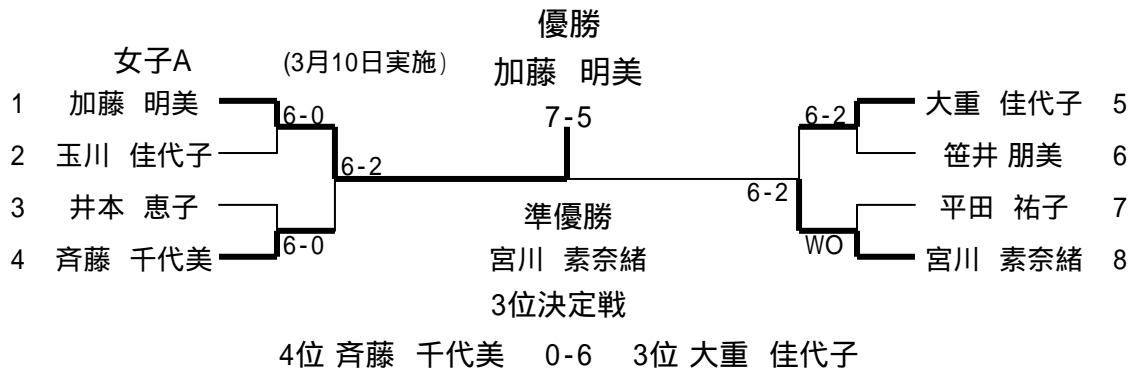 優勝
女子A (3月10日実施) 加藤 明美
1 加藤 明美 6-0 7-5 6-2 大重 佳代子 5
2 玉川 佳代子 6-2 笹井 朋美 6
3 井本 恵子 6-2 平田 祐子 7
準優勝
4 斉藤 千代美 6-0 宮川 素奈緒 WO 宮川 素奈緒 8
3位決定戦
4位 斉藤 千代美 0-6 3位 大重 佳代子